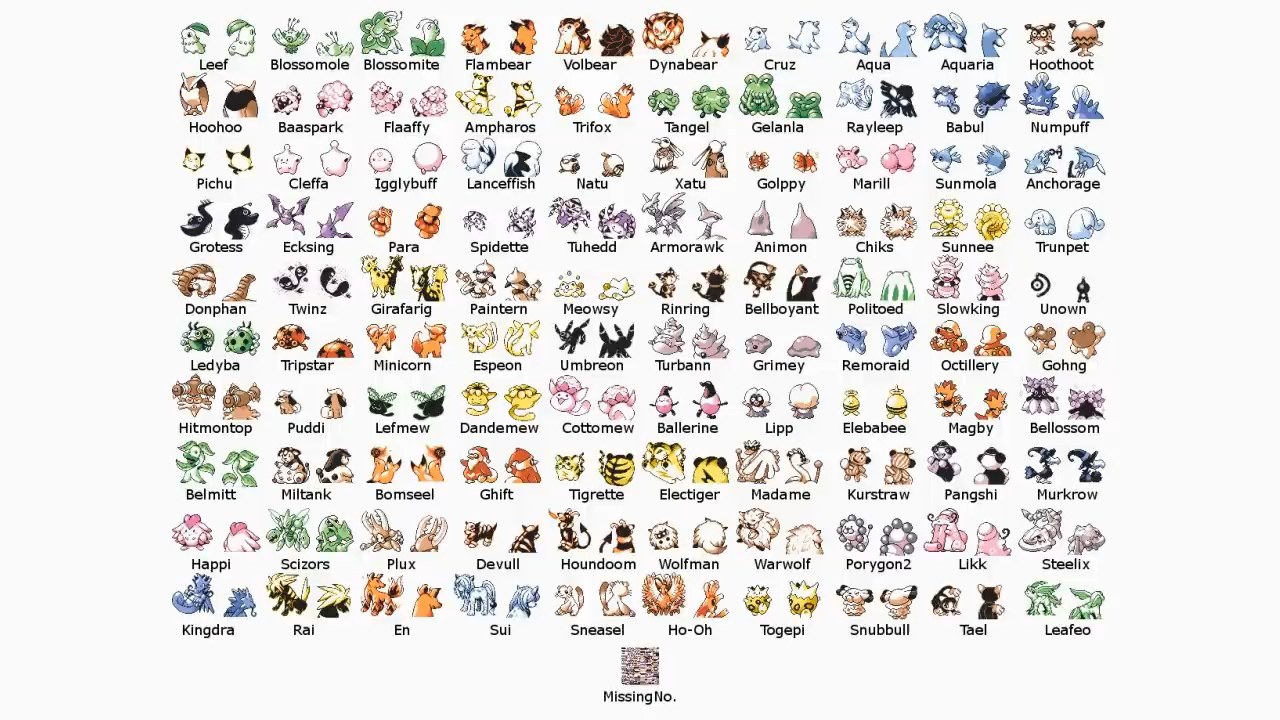 Leef Blossomole Blossomite Flambear Volbear Dynabear Cruz Aqua Aquaria Hoothoot
Hoohoo Baaspark Flaaffy Ampharos Trifox Tangel Gelanla Rayleep Babul Numpuff
Pichu Cleffa Igglybuff Lanceffish Natu Xatu Golppy Marill Sunmola Anchorage
Grotess Ecksing Para Spidette Tuhedd Armorawk Animon Chiks Sunnee Trunpet
Donphan Twinz Girafarig Paintern Meowsy Rinring Bellboyant Politoed Slowking Unown
Ledyba Tripstar Minicorn Espeon Umbreon Turbann Grimey Remoraid Octillery Gohng
Hitmontop Puddi Lefmew Dandemew Cottomew Ballerine Lipp Elebabee Magby Bellossom
Belmitt Miltank Bomseel Ghift Tigrette Electiger Madame Kurstraw Pangshi Murkrow
Happi Scizors Plux Devull Houndoom Wolfman Warwolf Porygon2 Likk Steelix
Kingdra Rai En Sui Sneasel Ho-Oh Togepi Snubbull Tael Leafeo
MissingNo.